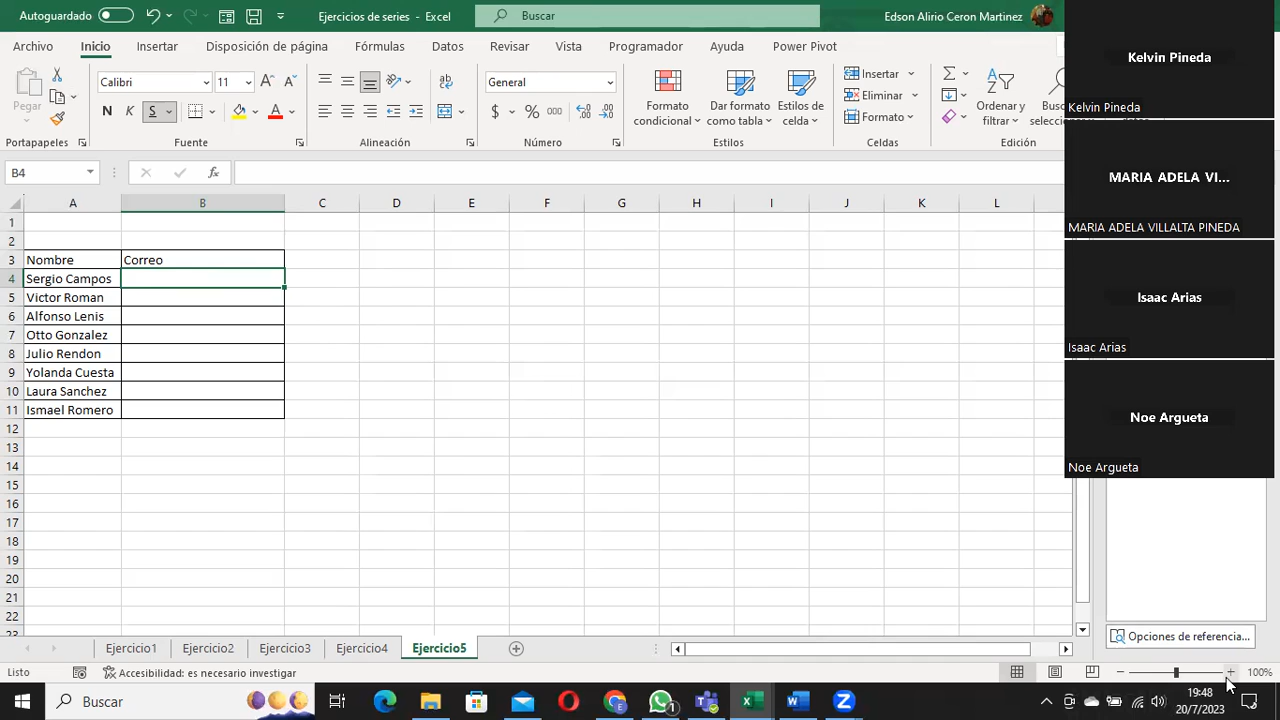 Autoguardado
Ejercicios de series - Excel
Buscar
Edson Alirio Ceron Martinez
Archivo Inicio Insertar Disposición de página Fórmulas Datos Revisar Vista Programador Ayuda Power Pivot
Pegar
Calibri 11
N K S
General
$ % 000
Formato condicional
Dar formato como tabla
Estilos de celda
Insertar
Eliminar
Formato
Ordenar y filtrar
Portapapeles Fuente Alineación Número Estilos Celdas Edición
B4
fx
A B C D E F G H I J K L
1
2
3 Nombre Correo
4 Sergio Campos
5 Victor Roman
6 Alfonso Lenis
7 Otto Gonzalez
8 Julio Rendon
9 Yolanda Cuesta
10 Laura Sanchez
11 Ismael Romero
12
13
14
15
16
17
18
19
20
21
22
Kelvin Pineda
Kelvin Pineda
MARIA ADELA VI...
MARIA ADELA VILLALTA PINEDA
Isaac Arias
Isaac Arias
Noe Argueta
Noe Argueta
Opciones de referencia...
Ejercicio1 Ejercicio2 Ejercicio3 Ejercicio4 Ejercicio5
Listo
Accesibilidad: es necesario investigar
100%
Buscar
19:48
20/7/2023